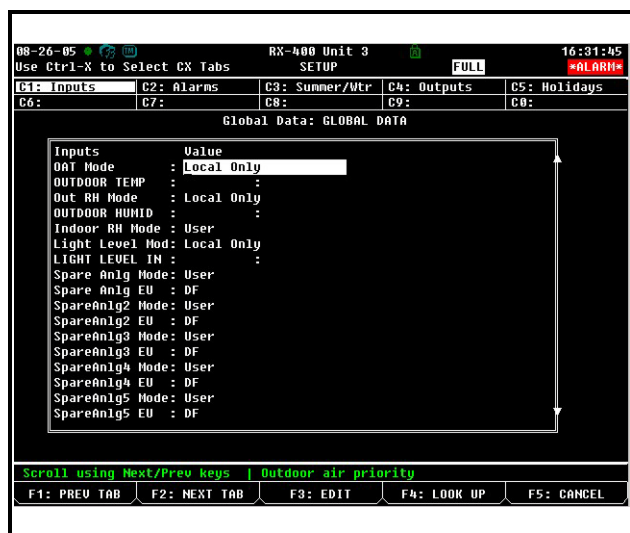 08-26-05 RX-400 Unit 3 16:31:45
Use Ctrl-X to Select CX Tabs SETUP FULL *ALARM*
C1: Inputs C2: Alarms C3: Summer/Wtr C4: Outputs C5: Holidays
C6: C7: C8: C9: C0:
Global Data: GLOBAL DATA
Inputs Value
OAT Mode : Local Only
OUTDOOR TEMP : :
Out RH Mode : Local Only
OUTDOOR HUMID : :
Indoor RH Mode : User
Light Level Mod: Local Only
LIGHT LEVEL IN : :
Spare Anlg Mode: User
Spare Anlg EU : DF
SpareAnlg2 Mode: User
SpareAnlg2 EU : DF
SpareAnlg3 Mode: User
SpareAnlg3 EU : DF
SpareAnlg4 Mode: User
SpareAnlg4 EU : DF
SpareAnlg5 Mode: User
SpareAnlg5 EU : DF
Scroll using Next/Prev keys | Outdoor air priority
F1: PREV TAB F2: NEXT TAB F3: EDIT F4: LOOK UP F5: CANCEL